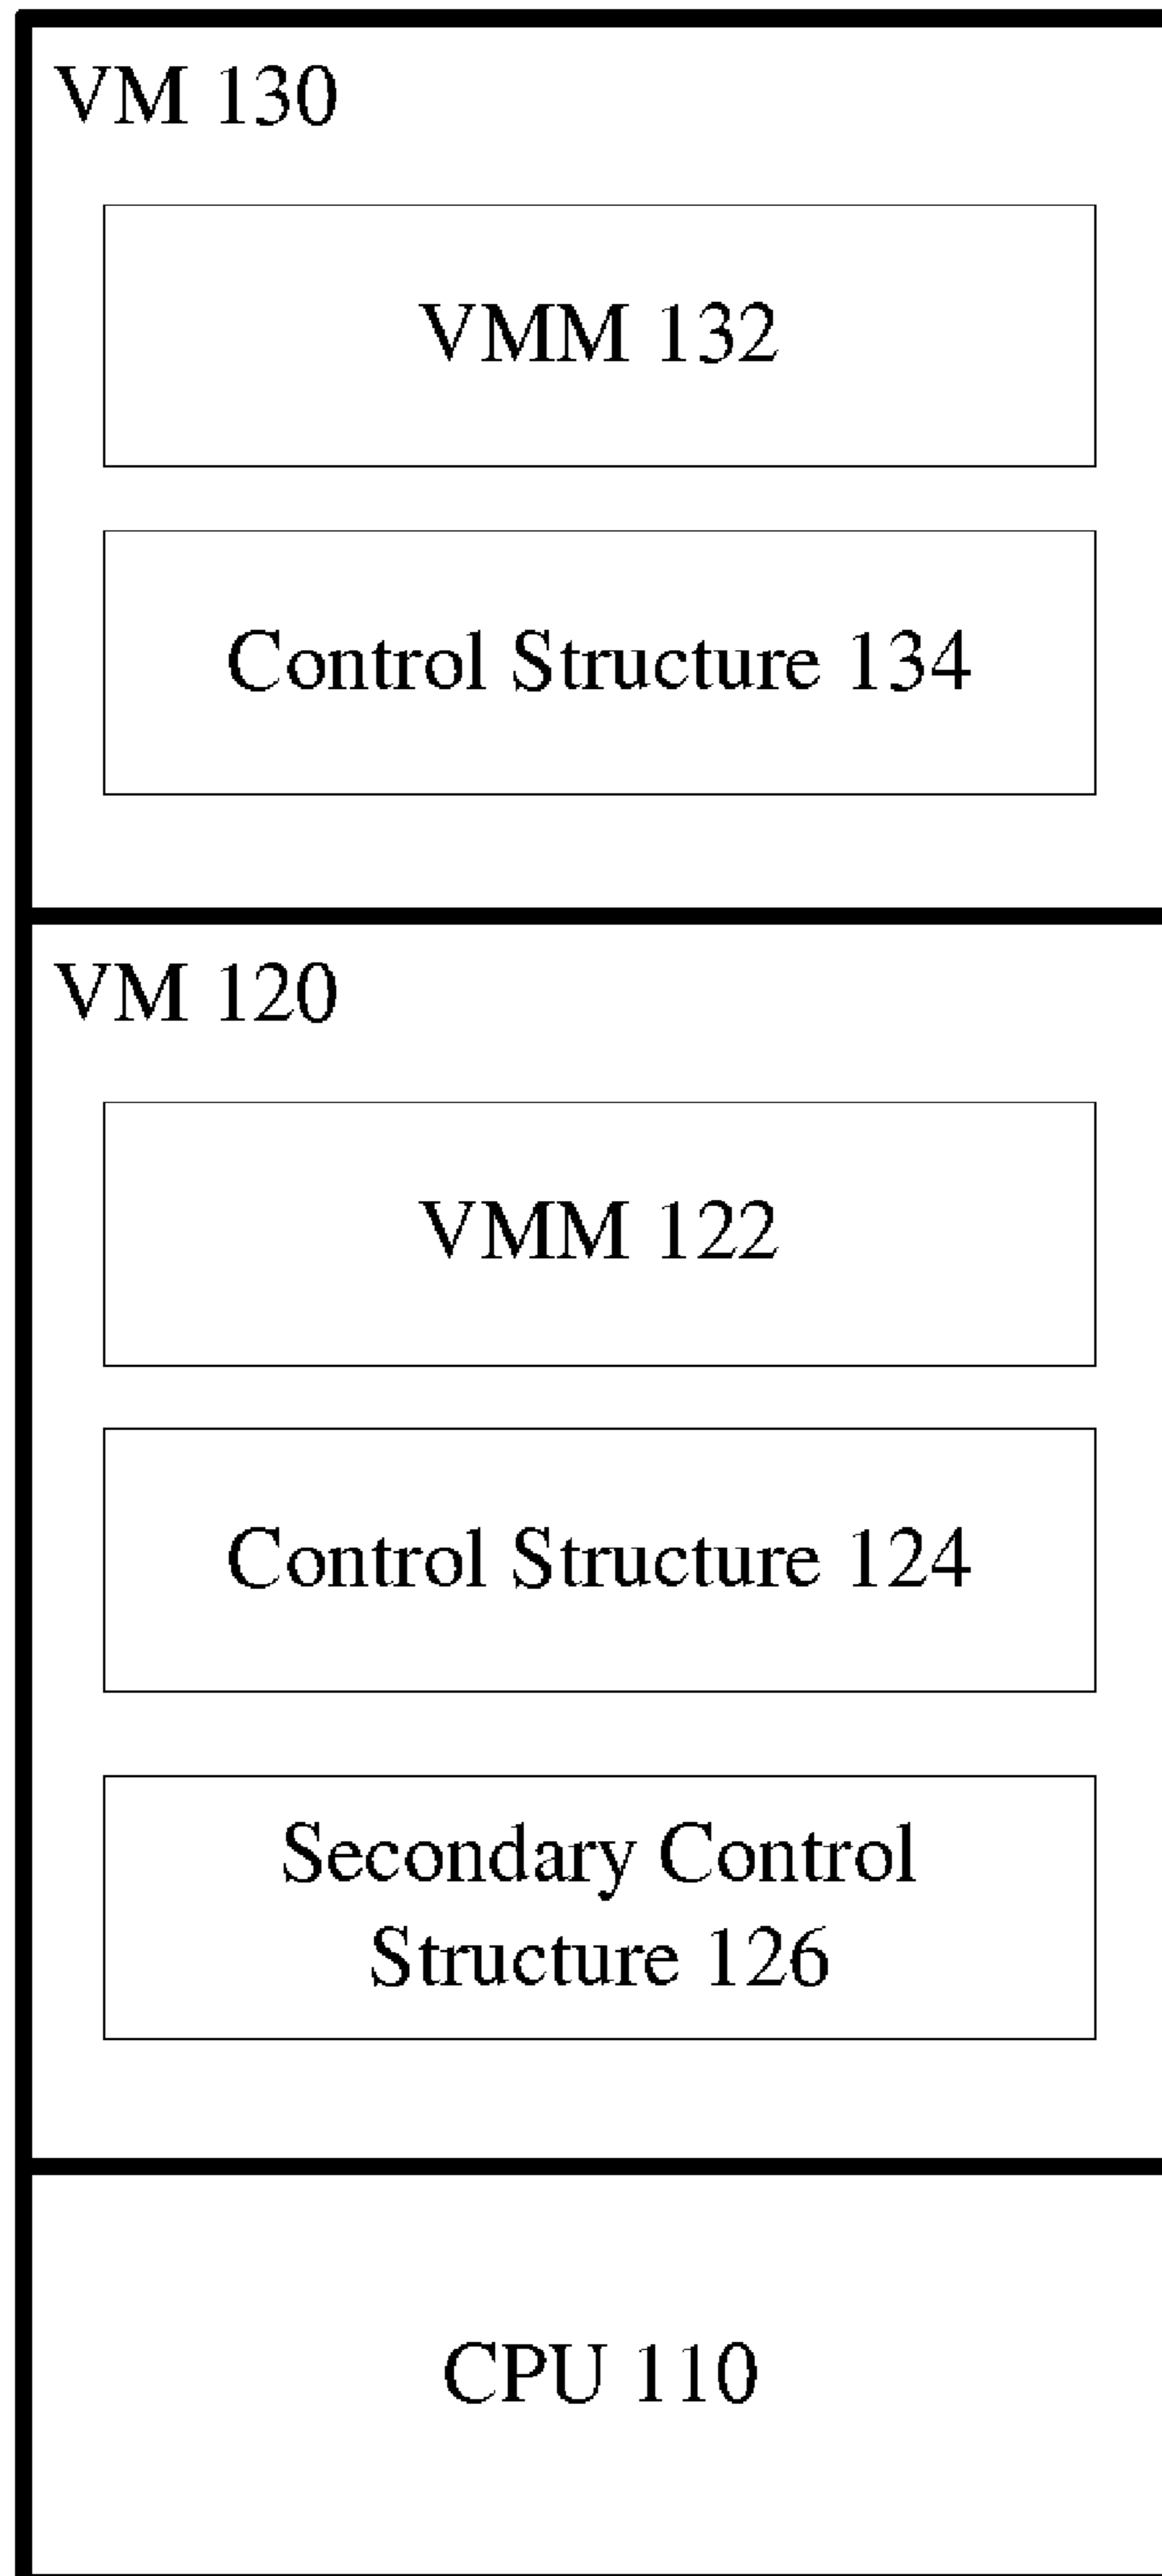 VM 130
VMM 132
Control Structure 134
VM 120
VMM 122
Control Structure 124
Secondary Control
Structure 126
CPU 110